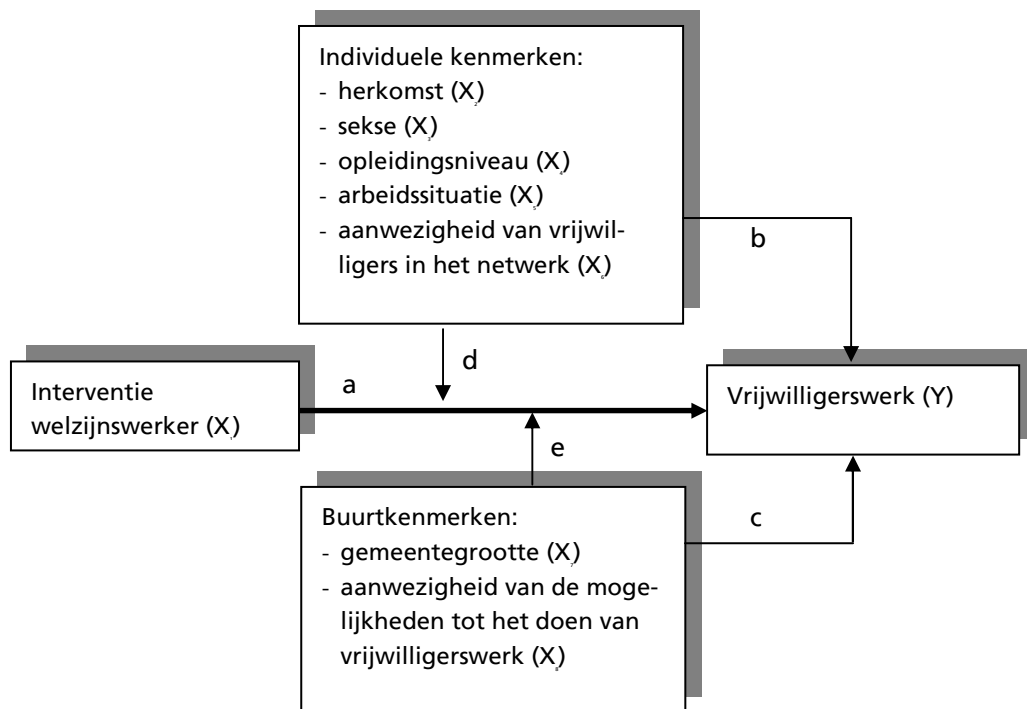 Individuele kenmerken:
- herkomst (X₂)
- sekse (X₃)
- opleidingsniveau (X₄)
- arbeidssituatie (X₅)
- aanwezigheid van vrijwil-
ligers in het netwerk (X₆)
b
d
a
Interventie
welzijnswerker (X₁)
Vrijwilligerswerk (Y)
e
Buurtkenmerken:
- gemeentegrootte (X₇)
- aanwezigheid van de moge-
lijkheden tot het doen van
vrijwilligerswerk (X₈)
c